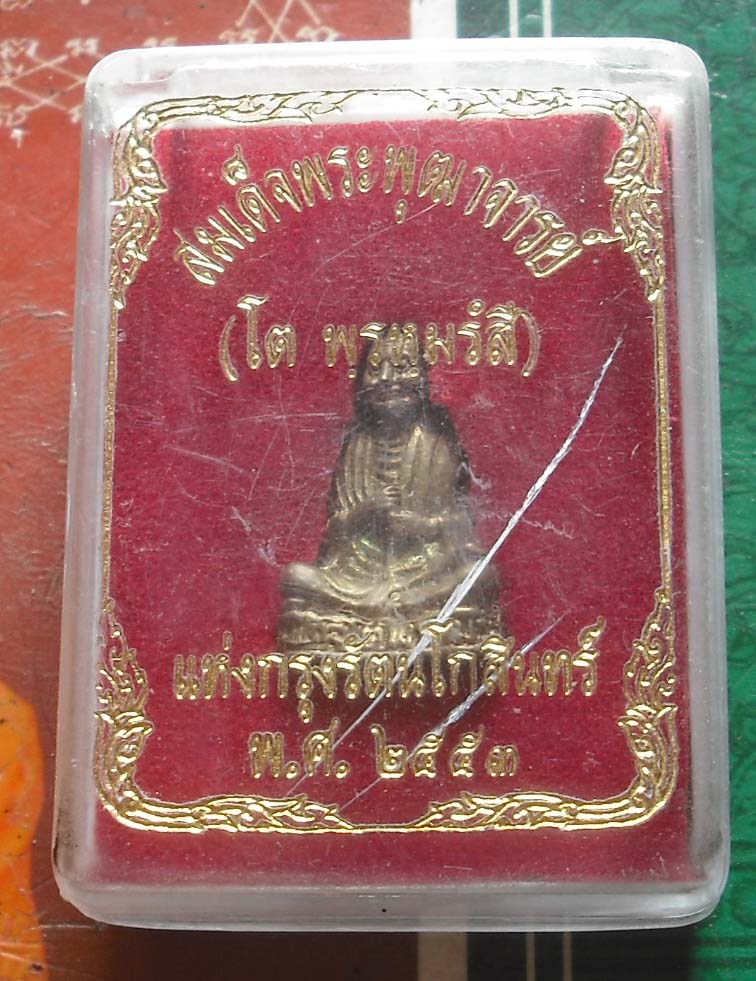 สมเด็จพระพุฒาจารย์
(โต พฺรหฺมรํสี)
แห่งกรุงรัตนโกสินทร์
พ.ศ. ๒๕๕๓